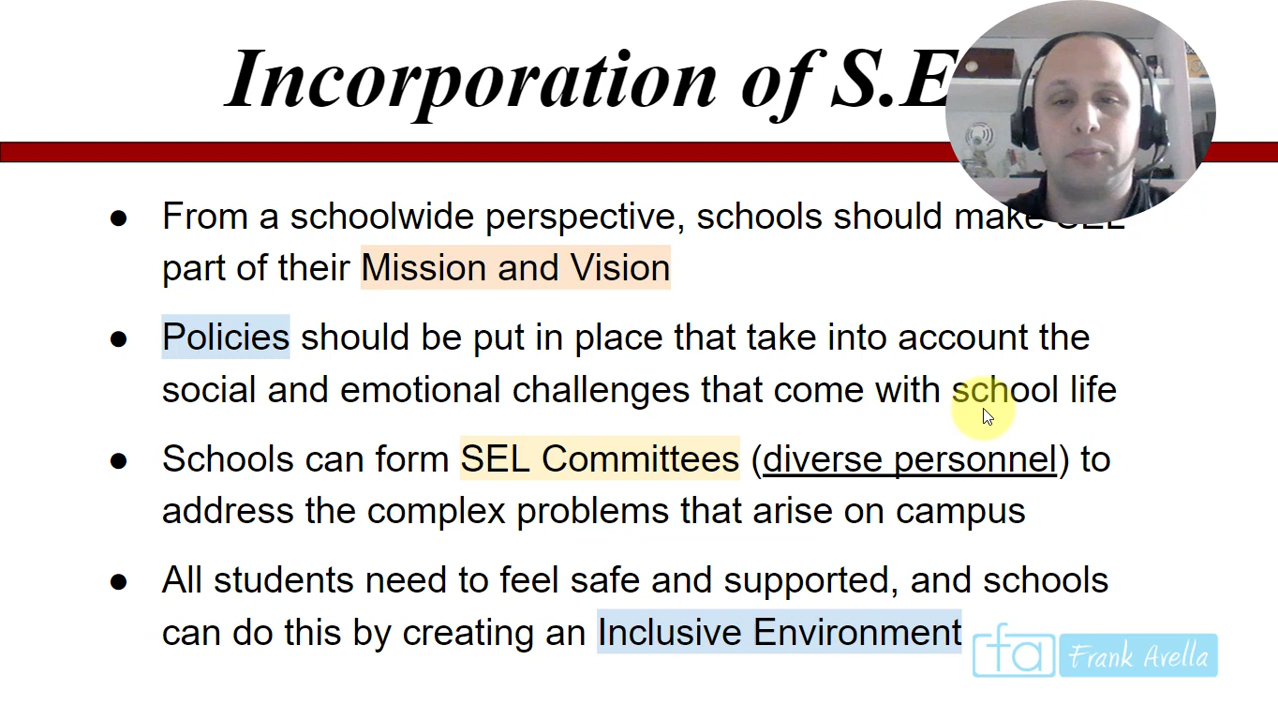 Incorporation of S.E
● From a schoolwide perspective, schools should make SEL
part of their Mission and Vision
● Policies should be put in place that take into account the
social and emotional challenges that come with school life
● Schools can form SEL Committees (diverse personnel) to
address the complex problems that arise on campus
● All students need to feel safe and supported, and schools
can do this by creating an Inclusive Environment
fa Frank Avella